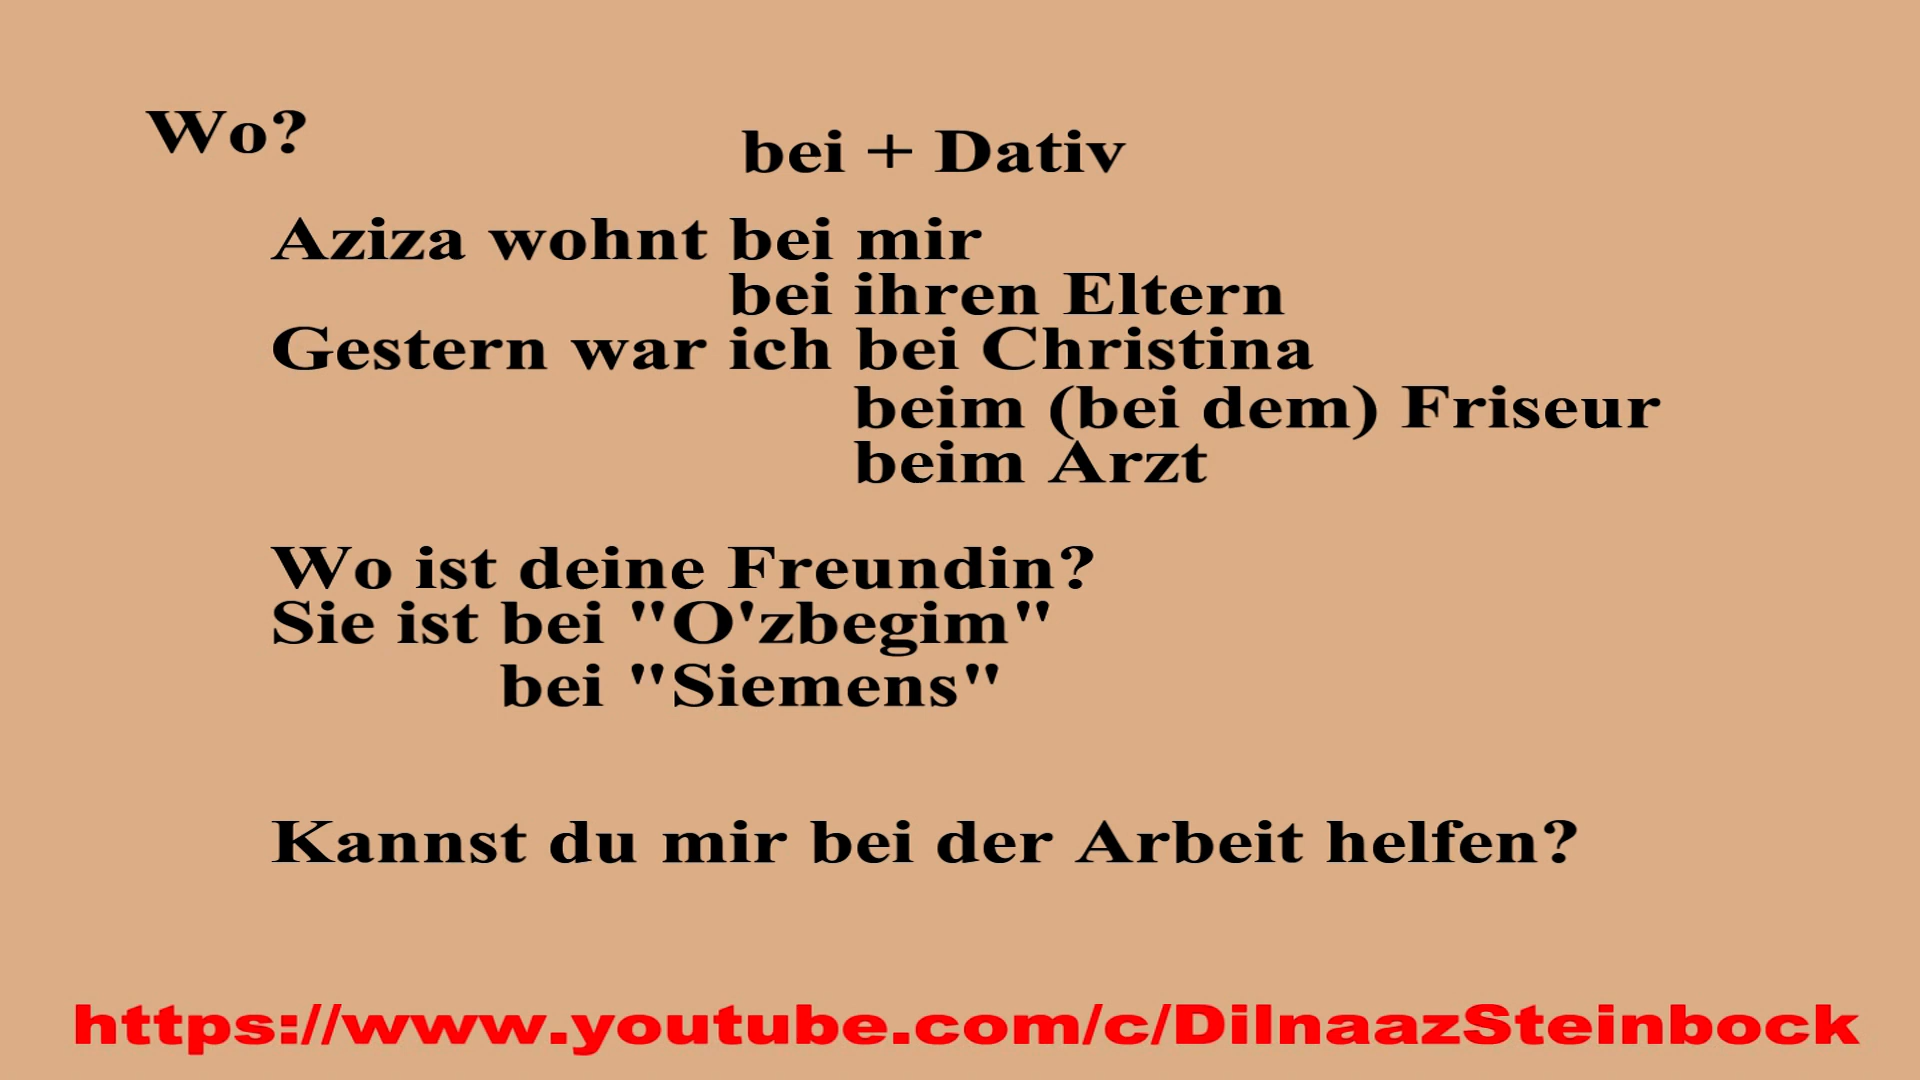 Wo?
bei + Dativ
Aziza wohnt bei mir
bei ihren Eltern
Gestern war ich bei Christina
beim (bei dem) Friseur
beim Arzt
Wo ist deine Freundin?
Sie ist bei "O'zbegim"
bei "Siemens"
Kannst du mir bei der Arbeit helfen?
https://www.youtube.com/c/DilnaazSteinbock